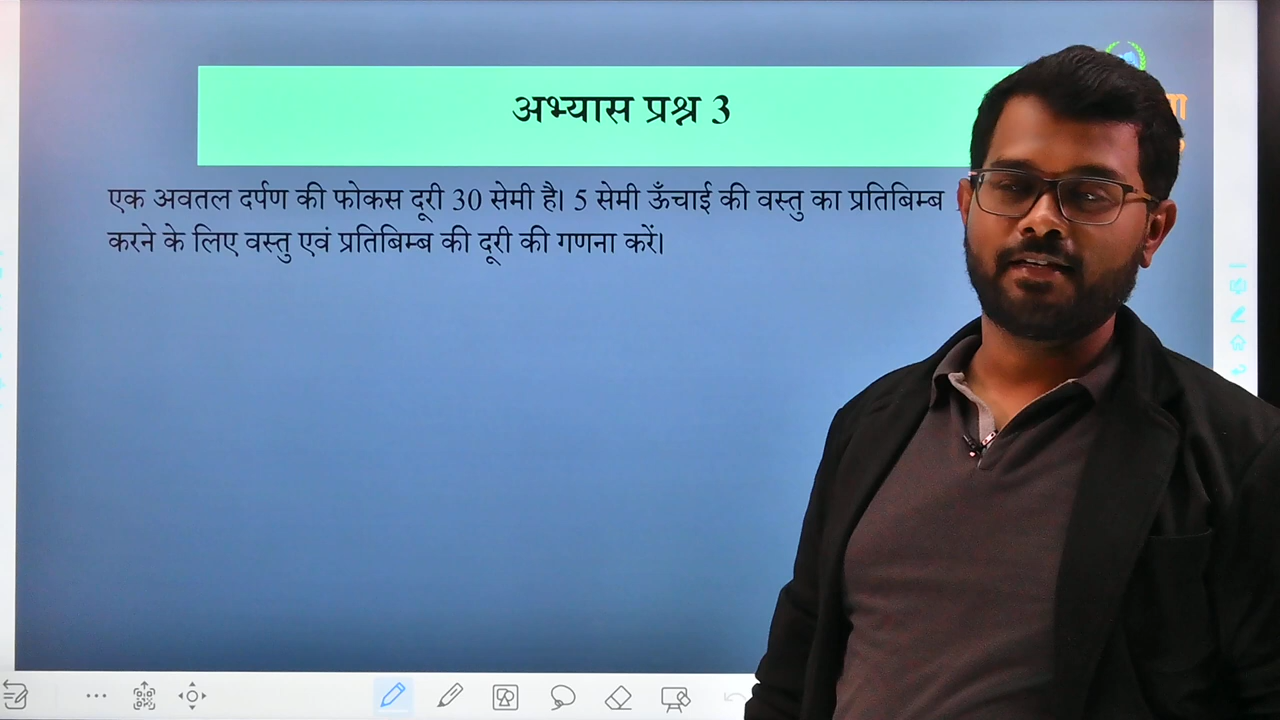 अभ्यास प्रश्न 3
एक अवतल दर्पण की फोकस दूरी 30 सेमी है। 5 सेमी ऊँचाई की वस्तु का प्रतिबिम्ब
करने के लिए वस्तु एवं प्रतिबिम्ब की दूरी की गणना करें।